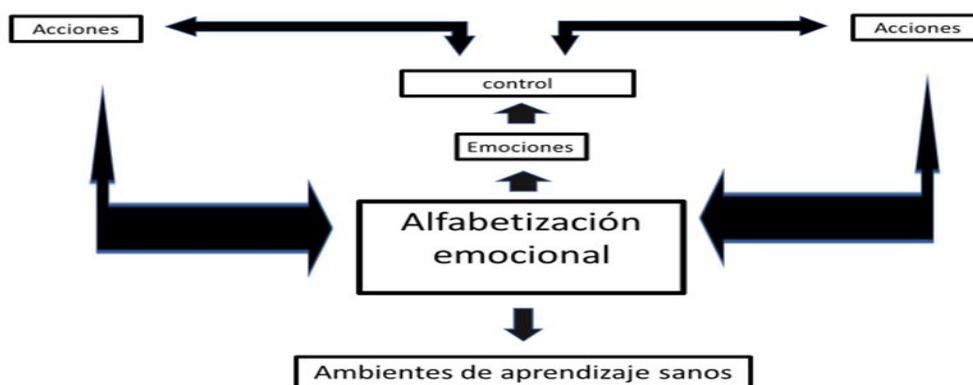 Acciones
Acciones
control
Emociones
Alfabetización
emocional
Ambientes de aprendizaje sanos